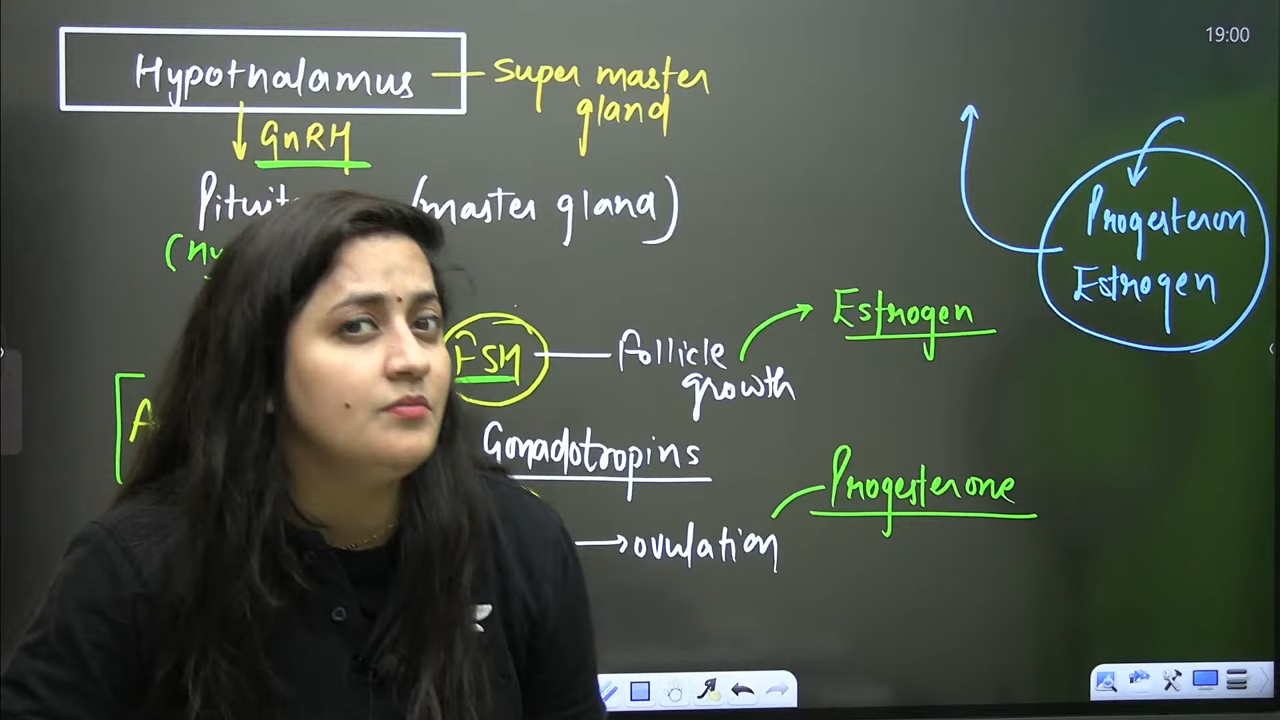 19:00
Hypothalamus
Super master
gland
GnRH
(master gland)
Progesteron
Estrogen
FSH
Follicle
growth
Estrogen
Gonadotropins
Progesterone
ovulation